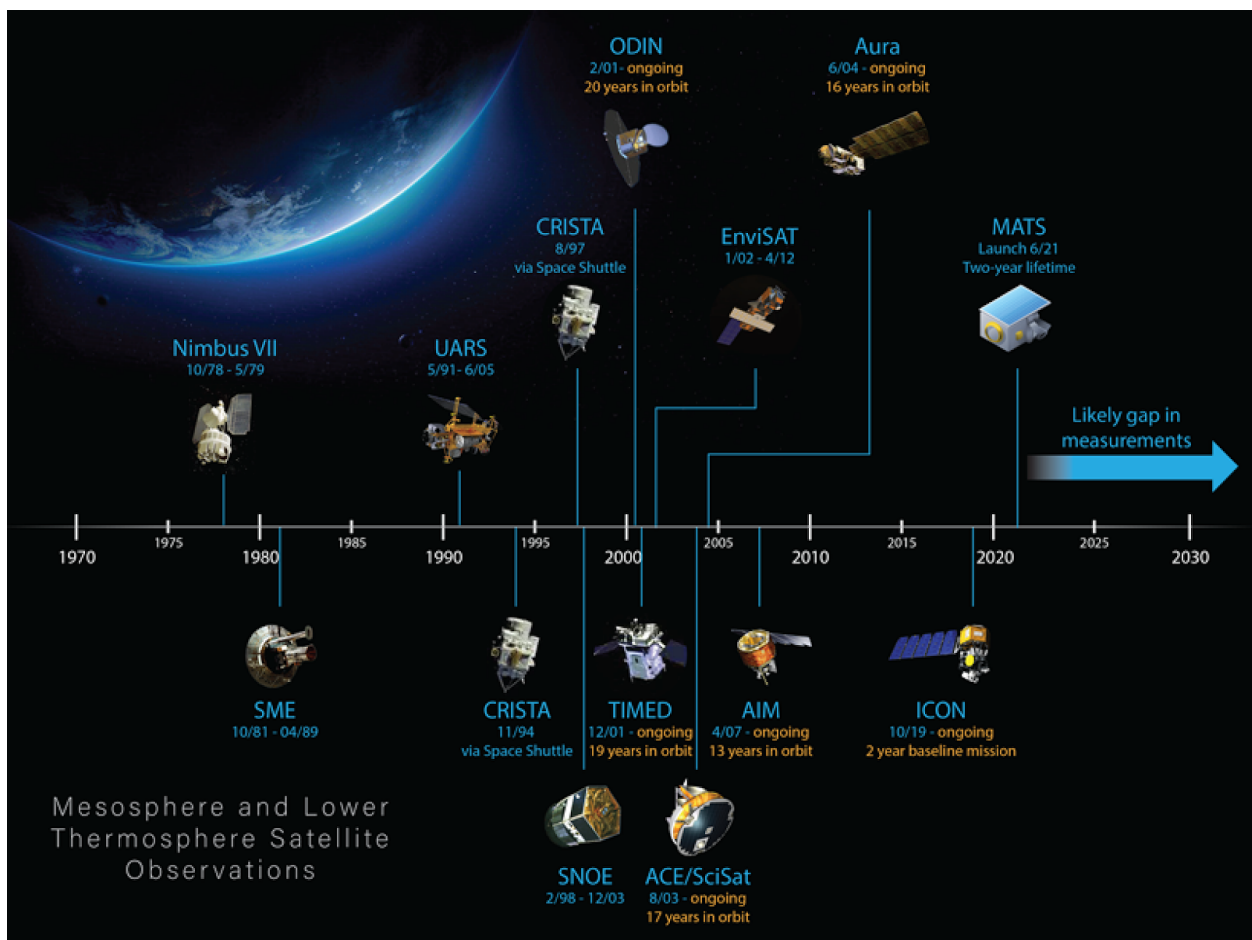 ODIN
2/01- ongoing
20 years in orbit
Aura
6/04 - ongoing
16 years in orbit
CRISTA
8/97
via Space Shuttle
EnviSAT
1/02 - 4/12
MATS
Launch 6/21
Two-year lifetime
Nimbus VII
10/78 - 5/79
UARS
5/91- 6/05
Likely gap in
measurements
1970
1975
1980
1985
1990
1995
2000
2005
2010
2015
2020
2025
2030
SME
10/81 - 04/89
CRISTA
11/94
via Space Shuttle
TIMED
12/01 - ongoing
19 years in orbit
AIM
4/07 - ongoing
13 years in orbit
ICON
10/19 - ongoing
2 year baseline mission
Mesosphere and Lower
Thermosphere Satellite
Observations
SNOE
2/98 - 12/03
ACE/SciSat
8/03 - ongoing
17 years in orbit